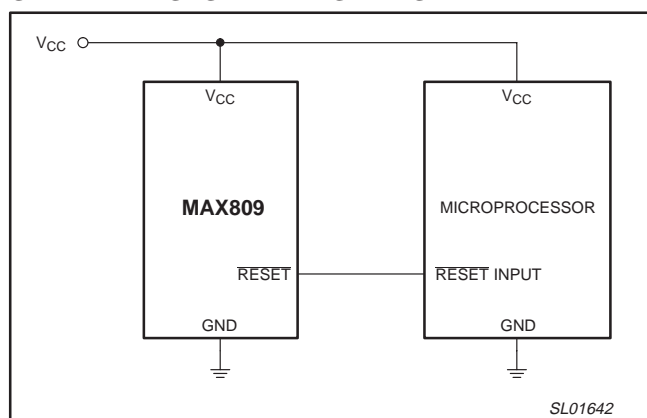 VCC
VCC
VCC
MAX809
MICROPROCESSOR
RESET
RESET INPUT
GND
GND
SL01642